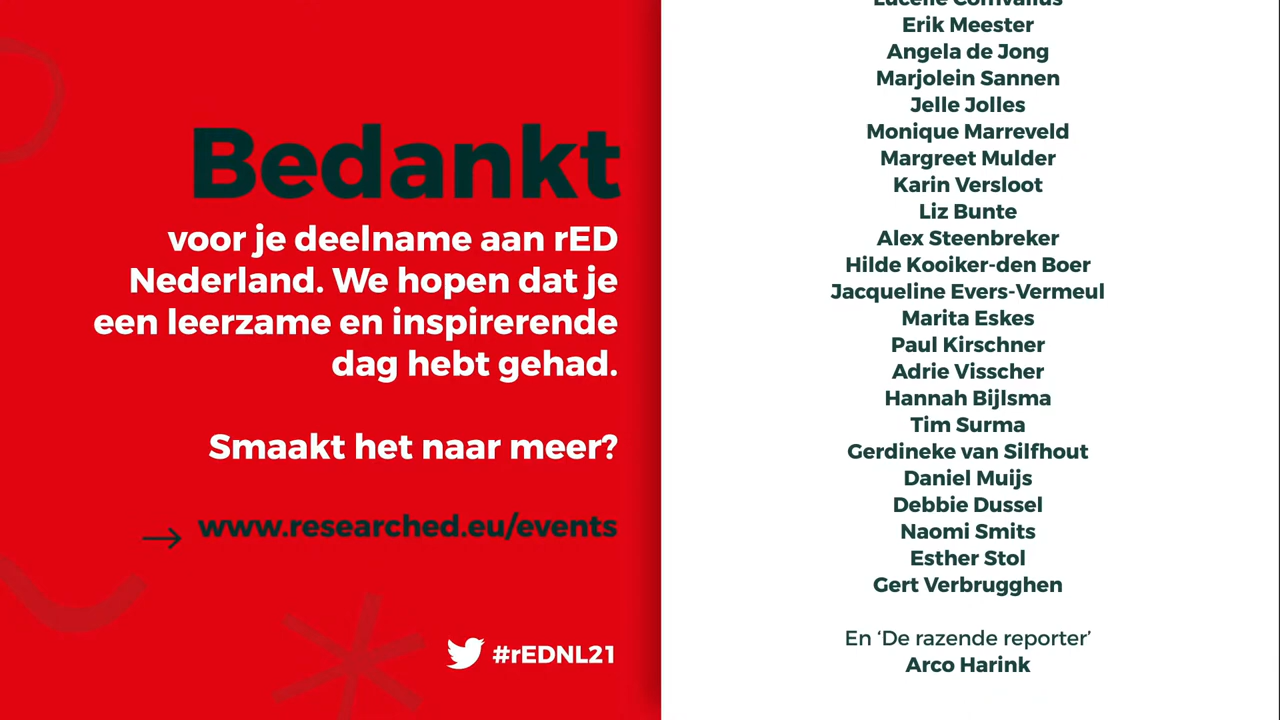 Bedankt
voor je deelname aan rED
Nederland. We hopen dat je
een leerzame en inspirerende
dag hebt gehad.
Smaakt het naar meer?
www.researched.eu/events
#rEDNL21
Erik Meester
Angela de Jong
Marjolein Sannen
Jelle Jolles
Monique Marreveld
Margreet Mulder
Karin Versloot
Liz Bunte
Alex Steenbreker
Hilde Kooiker-den Boer
Jacqueline Evers-Vermeul
Marita Eskes
Paul Kirschner
Adrie Visscher
Hannah Bijlsma
Tim Surma
Gerdineke van Silfhout
Daniel Muijs
Debbie Dussel
Naomi Smits
Esther Stol
Gert Verbrugghen
En ‘De razende reporter’
Arco Harink